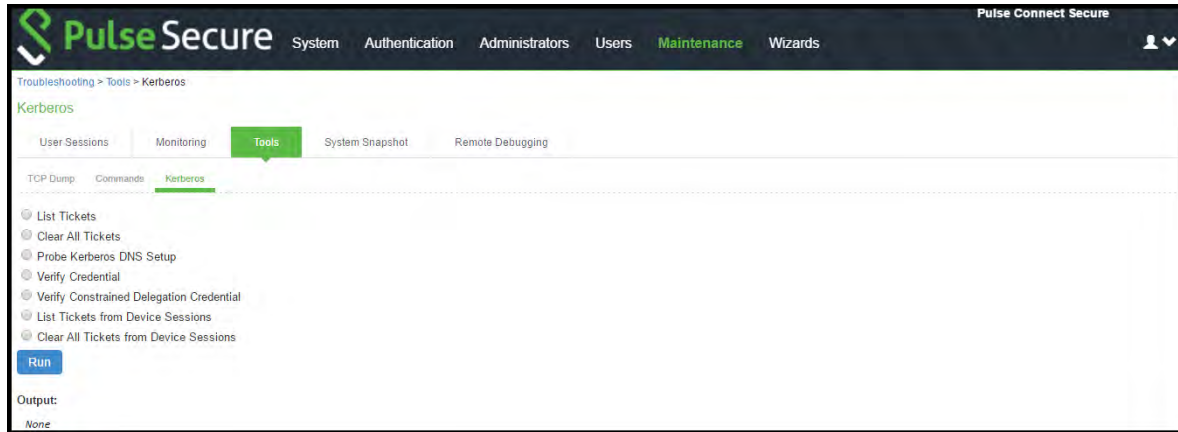 Pulse Connect Secure
Pulse Secure System Authentication Administrators Users Maintenance Wizards
Troubleshooting > Tools > Kerberos
Kerberos
User Sessions Monitoring Tools System Snapshot Remote Debugging
TCP Dump Commands Kerberos
List Tickets
Clear All Tickets
Probe Kerberos DNS Setup
Verify Credential
Verify Constrained Delegation Credential
List Tickets from Device Sessions
Clear All Tickets from Device Sessions
Run
Output:
None